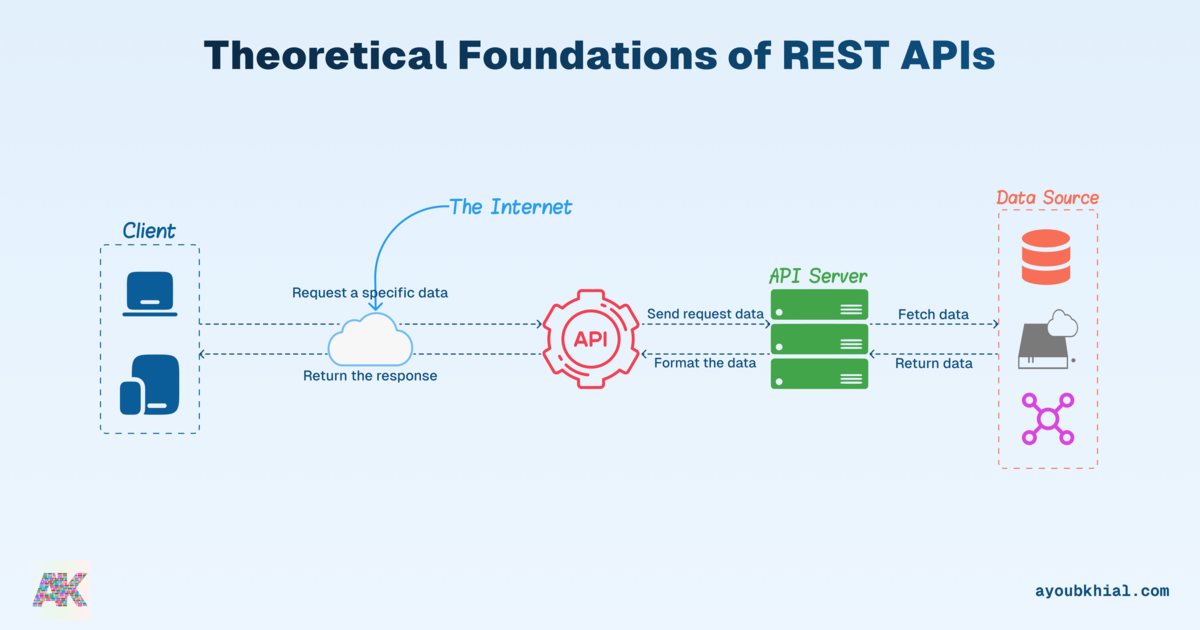 Theoretical Foundations of REST APIs
Data Source
The Internet
Client
API Server
Request a specific data
Send request data
Fetch data
API
Return the response
Format the data
Return data
AK
ayoubkhial.com